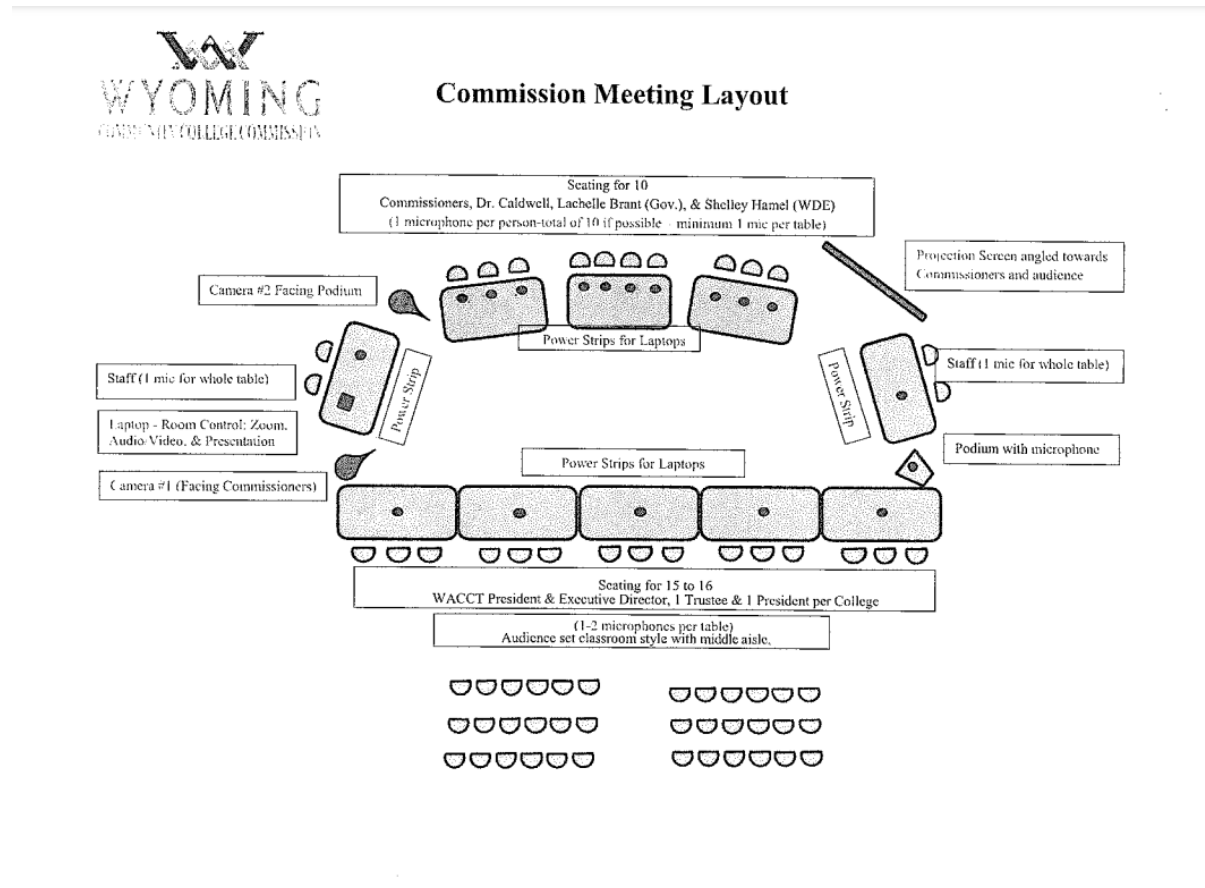 WYOMING
COMMUNITY COLLEGE COMMISSION
Commission Meeting Layout
Seating for 10
Commissioners, Dr. Caldwell, Lachelle Brant (Gov.), & Shelley Hamel (WDE)
(1 microphone per person-total of 10 if possible - minimum 1 mic per table)
Projection Screen angled towards
Commissioners and audience
Camera #2 Facing Podium
Power Strips for Laptops
Staff (1 mic for whole table)
Power Strip
Power Strip
Staff (1 mic for whole table)
Laptop - Room Control: Zoom,
Audio/Video, & Presentation
Podium with microphone
Power Strips for Laptops
Camera #1 (Facing Commissioners)
Seating for 15 to 16
WACCT President & Executive Director, 1 Trustee & 1 President per College
(1-2 microphones per table)
Audience set classroom style with middle aisle.